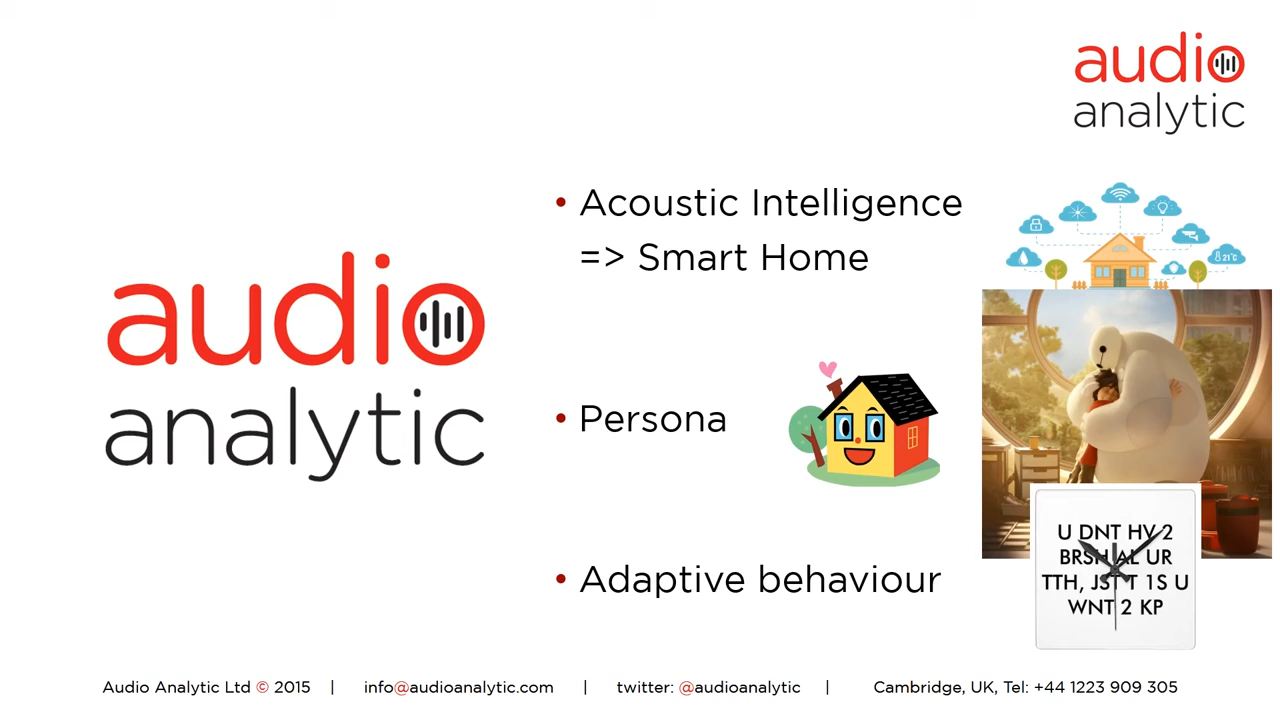 audio
analytic
audio
analytic
• Acoustic Intelligence
=> Smart Home
21°C
• Persona
• Adaptive behaviour
U DNT HV 2
BRSH AL UR
TTH, JST T 1S U
WNT 2 KP
Audio Analytic Ltd © 2015 | info@audioanalytic.com | twitter: @audioanalytic | Cambridge, UK, Tel: +44 1223 909 305